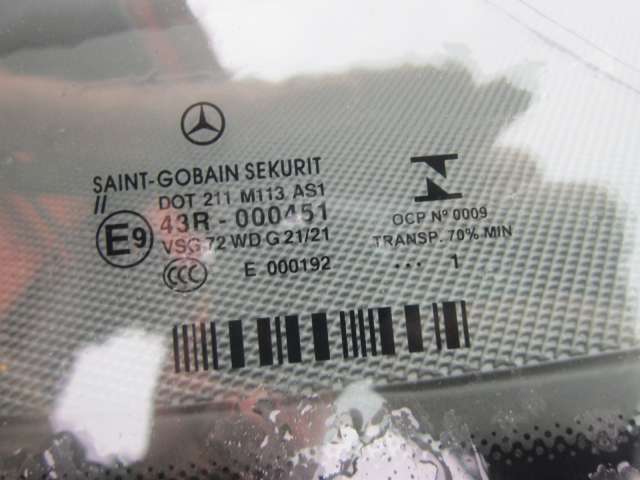 SAINT-GOBAIN SEKURIT
// DOT 211 M113 AS1
E9 43R - 000451
VSG 72 WD G 21/21
CCC E 000192
OCP Nº 0009
TRANSP. 70% MIN
... 1